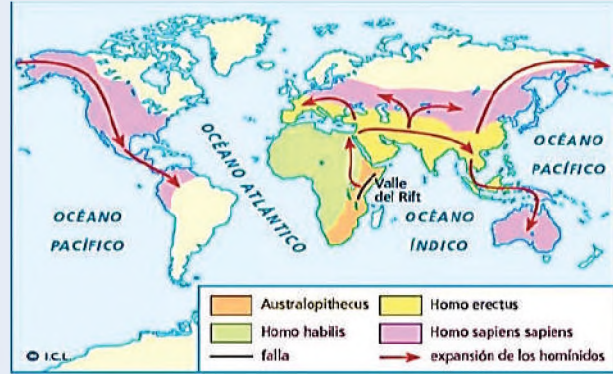 OCÉANO ATLÁNTICO
OCÉANO
PACÍFICO
Valle
del Rift
OCÉANO
ÍNDICO
OCÉANO
PACÍFICO
Australopithecus
Homo erectus
Homo habilis
Homo sapiens sapiens
falla
expansión de los homínidos
© I.C.L.